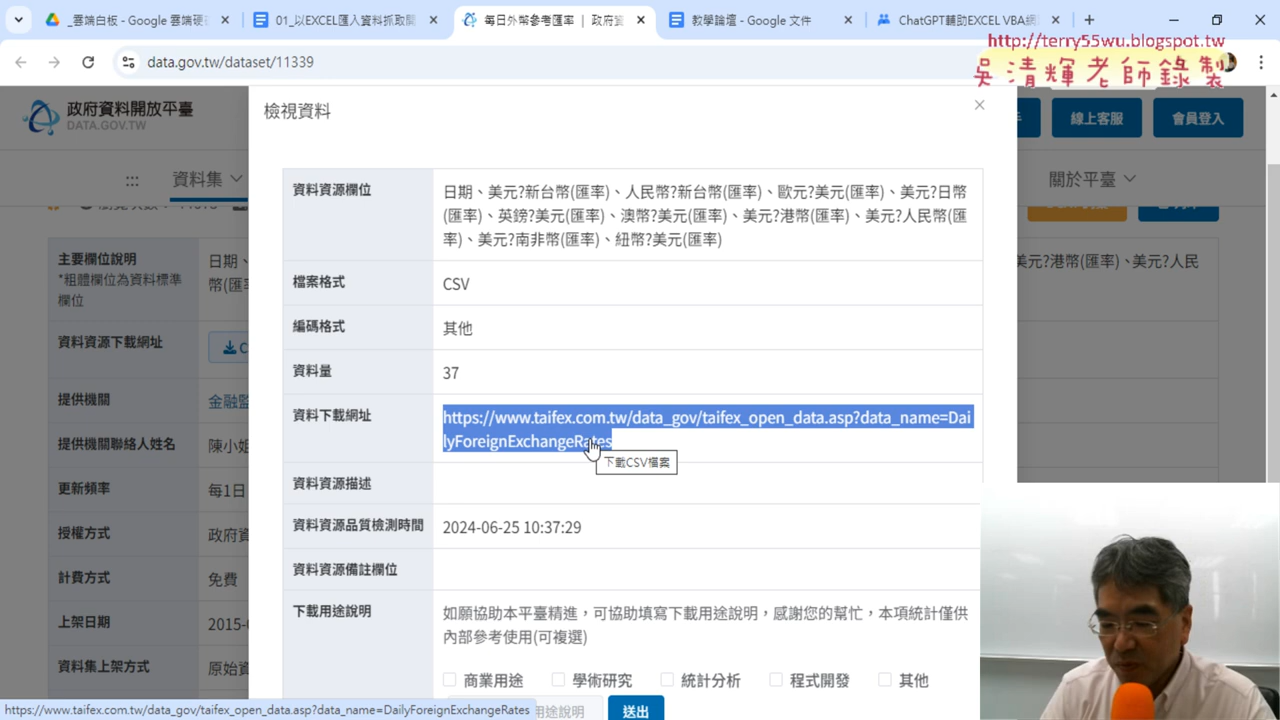 _雲端白板 - Google 雲端硬
01_以EXCEL匯入資料抓取開
每日外幣參考匯率 | 政府資
教學論壇 - Google 文件
ChatGPT輔助EXCEL VBA網
http://terry55wu.blogspot.tw
吳清輝老師錄製
data.gov.tw/dataset/11339
政府資料開放平臺
DATA.GOV.TW
線上客服
會員登入
資料集
關於平臺
檢視資料
資料資源欄位
日期、美元?新台幣(匯率)、人民幣?新台幣(匯率)、歐元?美元(匯率)、美元?日幣
(匯率)、英鎊?美元(匯率)、澳幣?美元(匯率)、美元?港幣(匯率)、美元?人民幣(匯
率)、美元?南非幣(匯率)、紐幣?美元(匯率)
檔案格式
CSV
編碼格式
其他
資料量
37
資料下載網址
https://www.taifex.com.tw/data_gov/taifex_open_data.asp?data_name=Dai
lyForeignExchangeRates
下載CSV檔案
資料資源描述
資料資源品質檢測時間
2024-06-25 10:37:29
資料資源備註欄位
下載用途說明
如願協助本平臺精進，可協助填寫下載用途說明，感謝您的幫忙，本項統計僅供
內部參考使用(可複選)
商業用途
學術研究
統計分析
程式開發
其他
用途說明
送出
主要欄位說明
*粗體欄位為資料標準
欄位
日期、
幣(匯
美元?港幣(匯率)、美元?人民
資料資源下載網址
C
提供機關
金融監
提供機關聯絡人姓名
陳小姐
更新頻率
每1日
授權方式
政府資
計費方式
免費
上架日期
2015-0
資料集上架方式
原始資
https://www.taifex.com.tw/data_gov/taifex_open_data.asp?data_name=DailyForeignExchangeRates